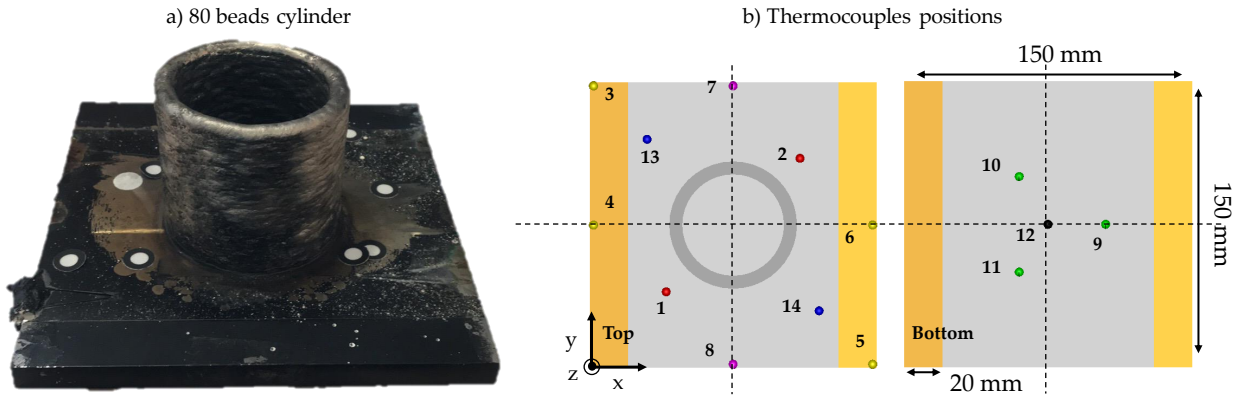 a) 80 beads cylinder
b) Thermocouples positions
150 mm
3
7
13
2
10
4
6
12
9
11
1
14
150 mm
Top
8
5
Bottom
y
z
x
20 mm